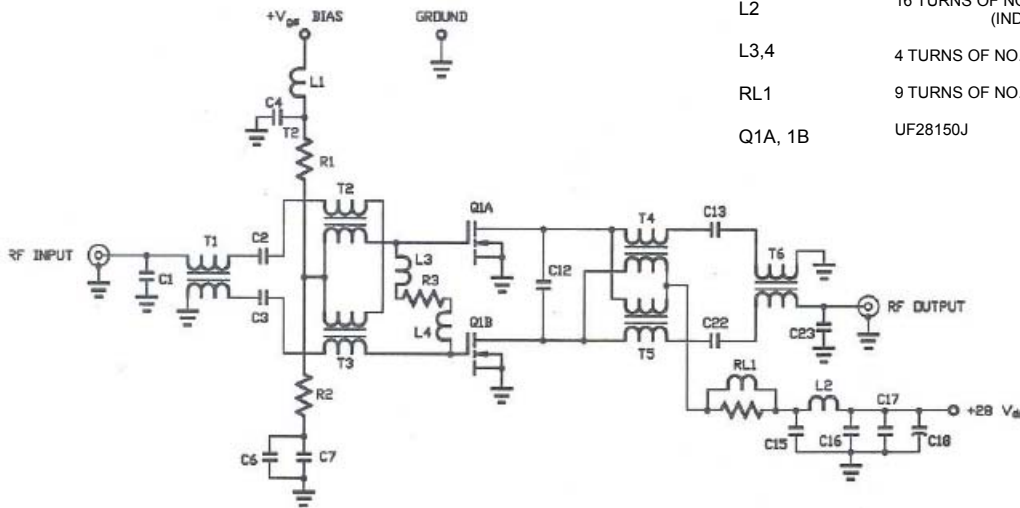 +V_GS BIAS
GROUND
L1
C4
T2
R1
T2
Q1A
T4
C13
T6
RF INPUT
T1
C2
L3
R3
C12
C1
C3
L4
Q1B
C22
C23
RF OUTPUT
T3
T5
R2
RL1
L2
C17
+28 V
C15
C16
C18
C6
C7
L2 16 TURNS OF
(IND
L3,4 4 TURNS OF NO.
RL1 9 TURNS OF NO.
Q1A, 1B UF28150J